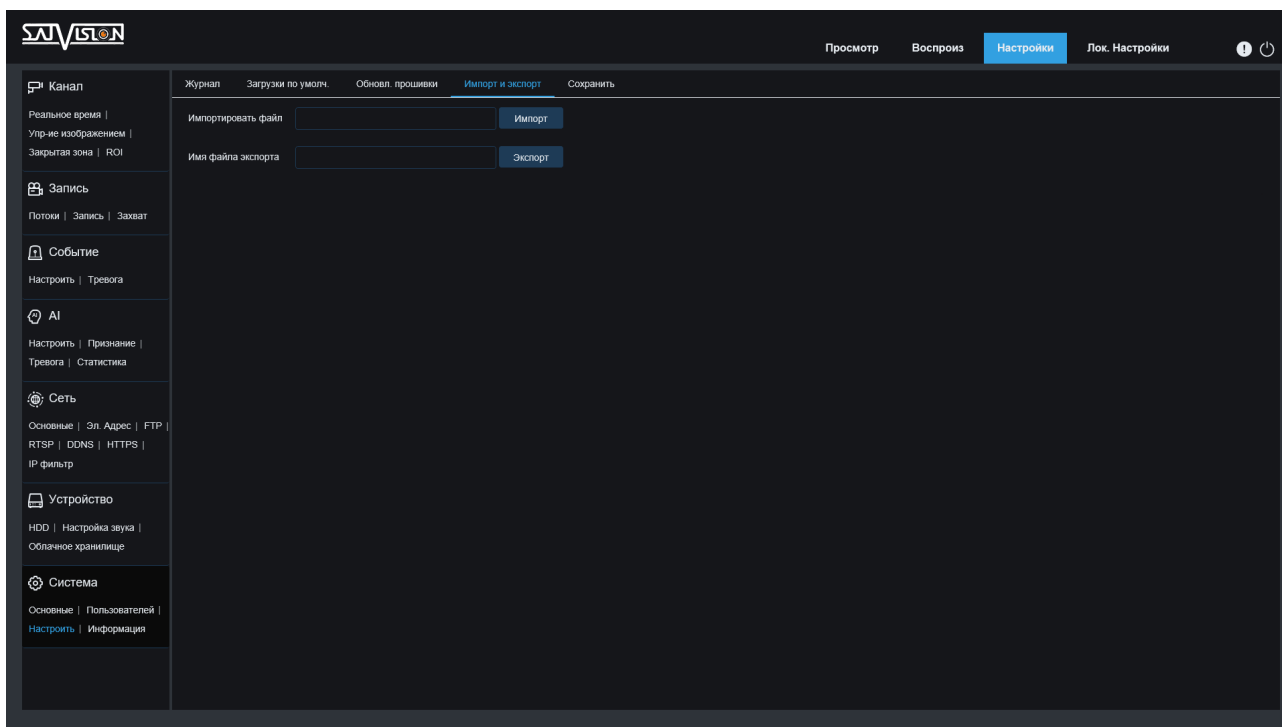 SATVISION
Просмотр Воспроиз Настройки Лок. Настройки
Канал
Реальное время |
Упр-ие изображением |
Закрытая зона | ROI
Запись
Потоки | Запись | Захват
Событие
Настроить | Тревога
AI
Настроить | Признание |
Тревога | Статистика
Сеть
Основные | Эл. Адрес | FTP |
RTSP | DDNS | HTTPS |
IP фильтр
Устройство
HDD | Настройка звука |
Облачное хранилище
Система
Основные | Пользователей |
Настроить | Информация
Журнал Загрузки по умолч. Обновл. прошивки Импорт и экспорт Сохранить
Импортировать файл Импорт
Имя файла экспорта Экспорт